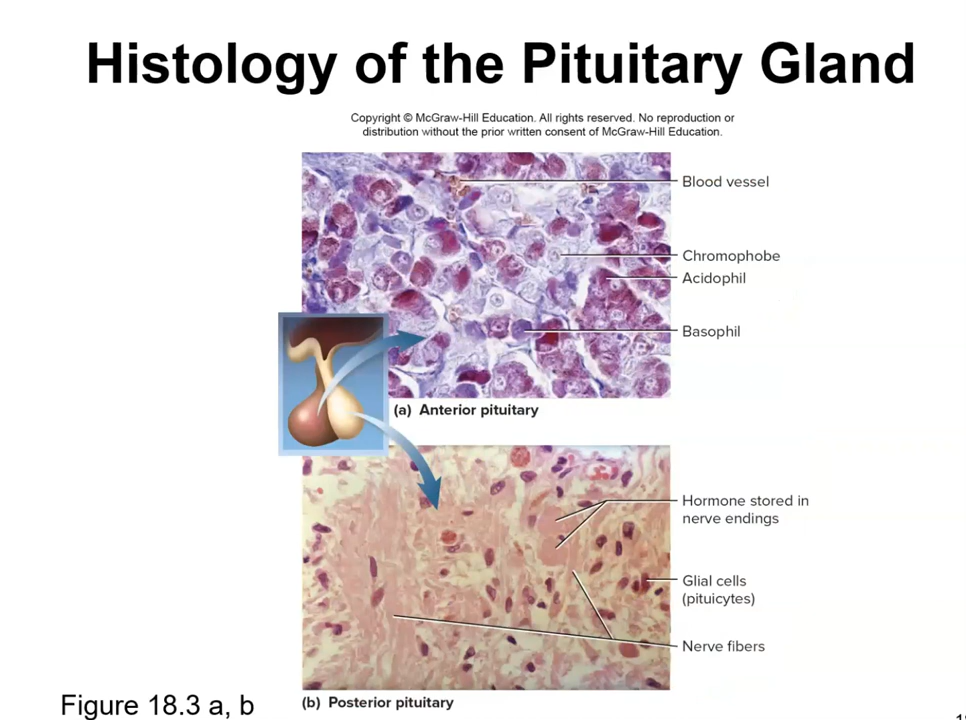 Histology of the Pituitary Gland
Copyright © McGraw-Hill Education. All rights reserved. No reproduction or
distribution without the prior written consent of McGraw-Hill Education.
Blood vessel
Chromophobe
Acidophil
Basophil
(a) Anterior pituitary
Hormone stored in
nerve endings
Glial cells
(pituicytes)
Nerve fibers
(b) Posterior pituitary
Figure 18.3 a, b